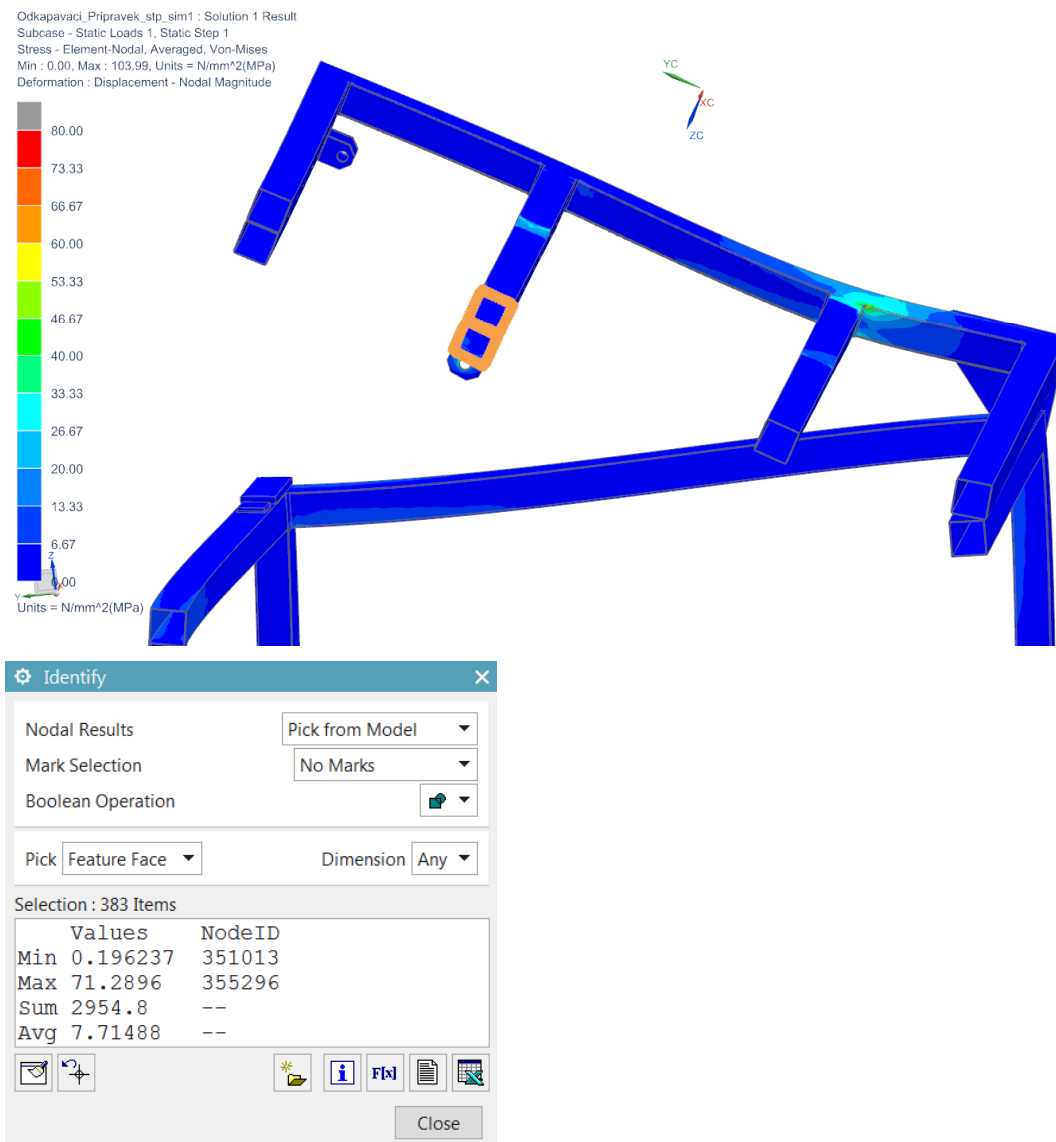 Odkapavaci_Pripravek_stp_sim1 : Solution 1 Result
Subcase - Static Loads 1, Static Step 1
Stress - Element-Nodal, Averaged, Von-Mises
Min : 0.00, Max : 103.99, Units = N/mm^2(MPa)
Deformation : Displacement - Nodal Magnitude
YC
XC
ZC
80.00
73.33
66.67
60.00
53.33
46.67
40.00
33.33
26.67
20.00
13.33
6.67
Z
0.00
Y
Units = N/mm^2(MPa)
Identify
Nodal Results Pick from Model
Mark Selection No Marks
Boolean Operation
Pick Feature Face Dimension Any
Selection : 383 Items
Values NodeID
Min 0.196237 351013
Max 71.2896 355296
Sum 2954.8 --
Avg 7.71488 --
i F[x]
Close